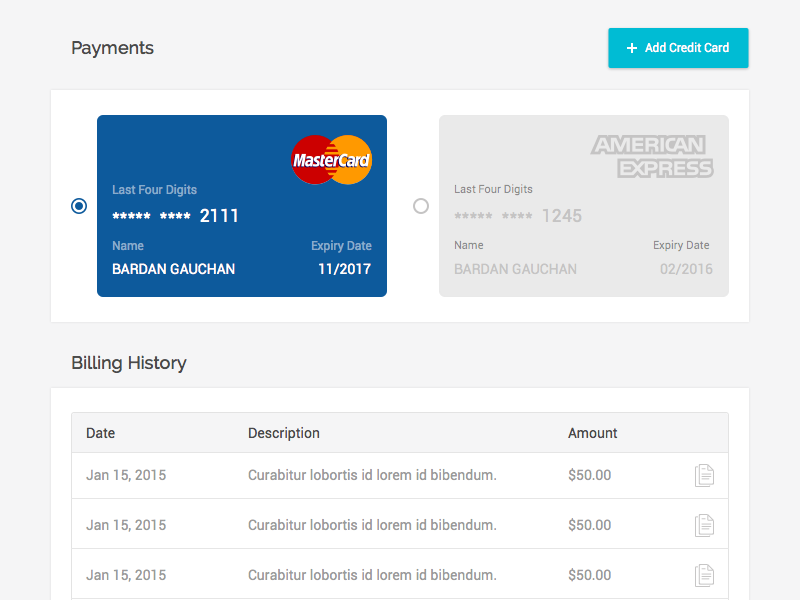 Payments
+ Add Credit Card
MasterCard
Last Four Digits
***** **** 2111
Name Expiry Date
BARDAN GAUCHAN 11/2017
AMERICAN
EXPRESS
Last Four Digits
***** **** 1245
Name Expiry Date
BARDAN GAUCHAN 02/2016
Billing History
Date Description Amount
Jan 15, 2015 Curabitur lobortis id lorem id bibendum. $50.00
Jan 15, 2015 Curabitur lobortis id lorem id bibendum. $50.00
Jan 15, 2015 Curabitur lobortis id lorem id bibendum. $50.00